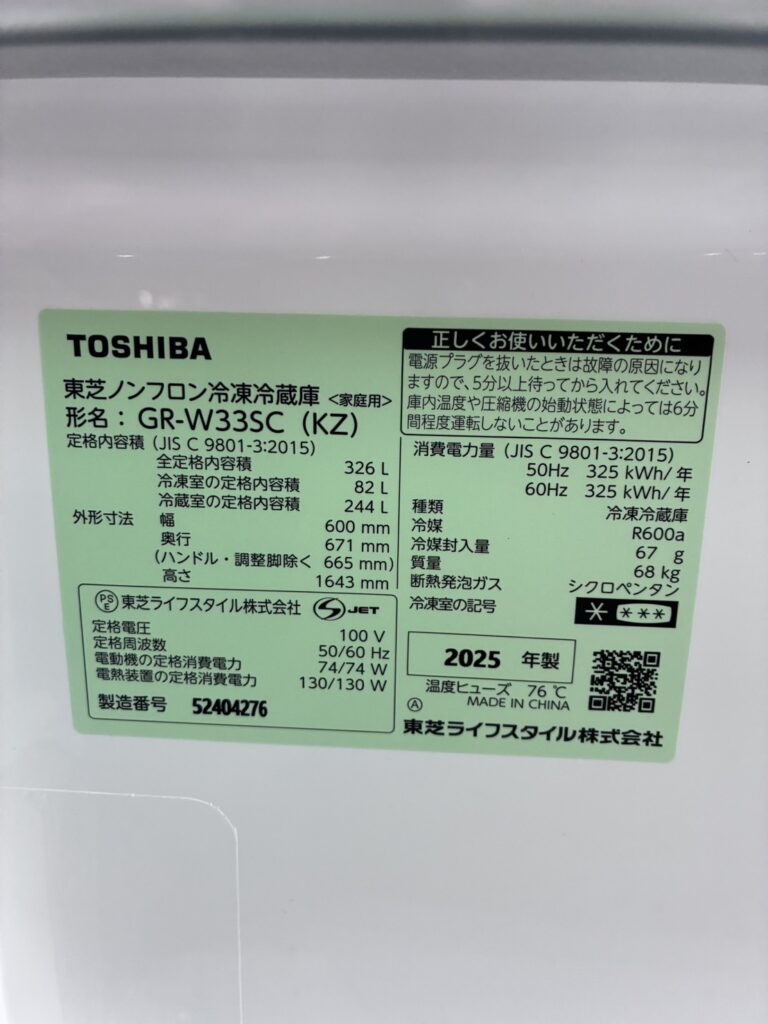 TOSHIBA
東芝ノンフロン冷凍冷蔵庫 <家庭用>
形名： GR-W33SC (KZ)
定格内容積 (JIS C 9801-3:2015)
全定格内容積 326 L
冷凍室の定格内容積 82 L
冷蔵室の定格内容積 244 L
外形寸法 幅 600 mm
奥行 671 mm
(ハンドル・調整脚除く 665 mm)
高さ 1643 mm
PS E 東芝ライフスタイル株式会社 S JET
定格電圧 100 V
定格周波数 50/60 Hz
電動機の定格消費電力 74/74 W
電熱装置の定格消費電力 130/130 W
製造番号 52404276
正しくお使いいただくために
電源プラグを抜いたときは故障の原因になり
ますので、5分以上待ってから入れてください。
庫内温度や圧縮機の始動状態によっては6分
間程度運転しないことがあります。
消費電力量 (JIS C 9801-3:2015)
50Hz 325 kWh/年
60Hz 325 kWh/年
種類 冷凍冷蔵庫
冷媒 R600a
冷媒封入量 67 g
質量 68 kg
断熱発泡ガス シクロペンタン
冷凍室の記号 * ***
2025 年製
温度ヒューズ 76 ℃
Ⓐ MADE IN CHINA
東芝ライフスタイル株式会社